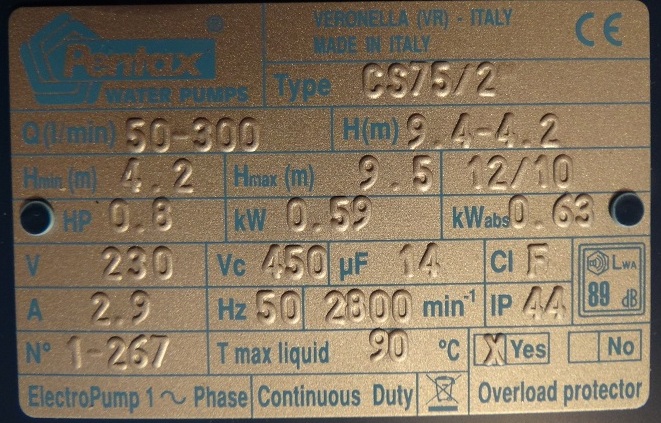 Pentax ®
WATER PUMPS
VERONELLA (VR) - ITALY
MADE IN ITALY
CE
Type CS75/2
Q(l/min) 50-300 H(m) 9.4-4.2
Hmin (m) 4.2 Hmax (m) 9.5 12/10
HP 0.8 kW 0.59 kWabs 0.63
V 230 Vc 450 µF 14 Cl F LWA
A 2.9 Hz 50 2800 min-1 IP 44 89 dB
N° 1-267 T max liquid 90 °C X Yes No
ElectroPump 1 ~ Phase Continuous Duty Overload protector